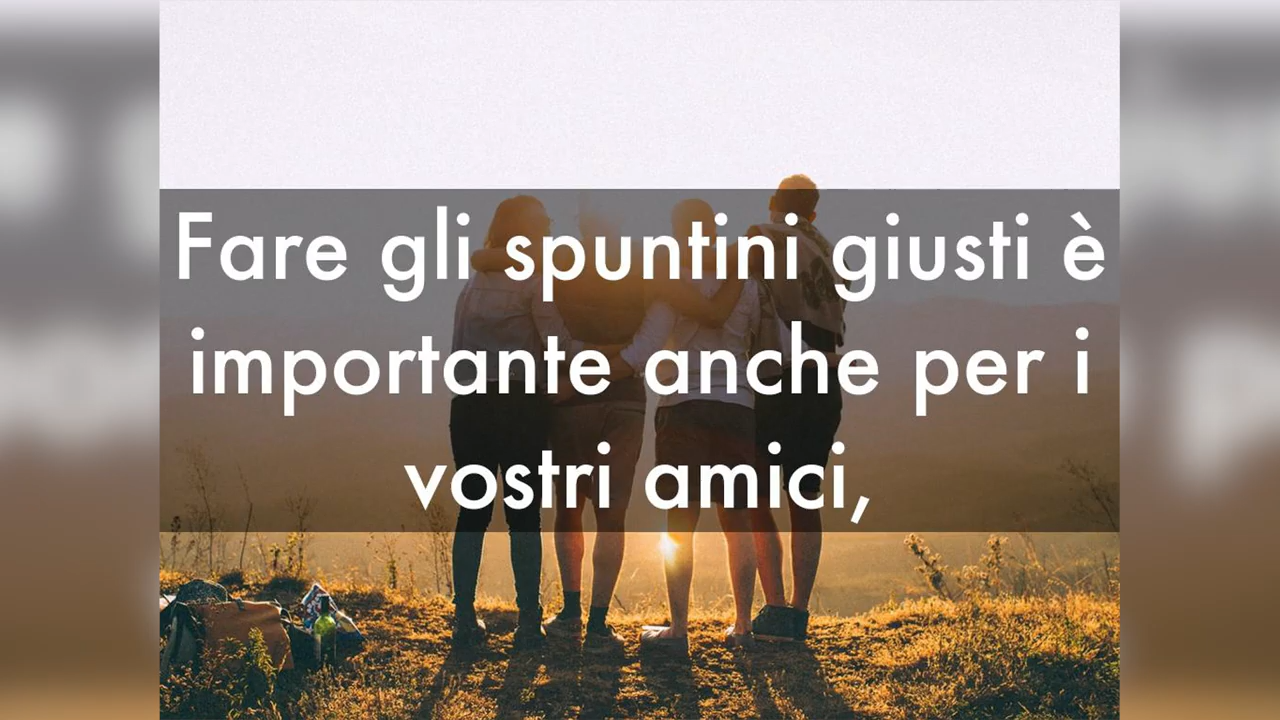 Fare gli spuntini giusti è
importante anche per i
vostri amici,